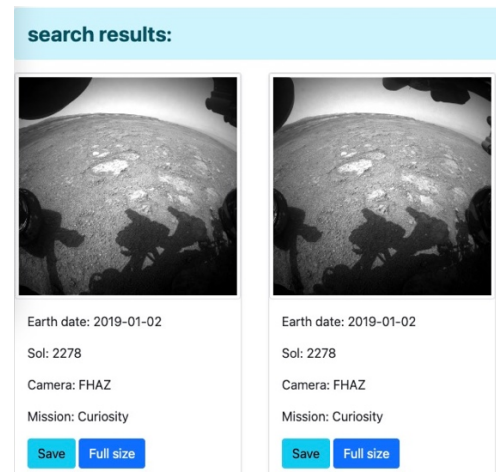 search results:
Earth date: 2019-01-02
Sol: 2278
Camera: FHAZ
Mission: Curiosity
Save Full size
Earth date: 2019-01-02
Sol: 2278
Camera: FHAZ
Mission: Curiosity
Save Full size